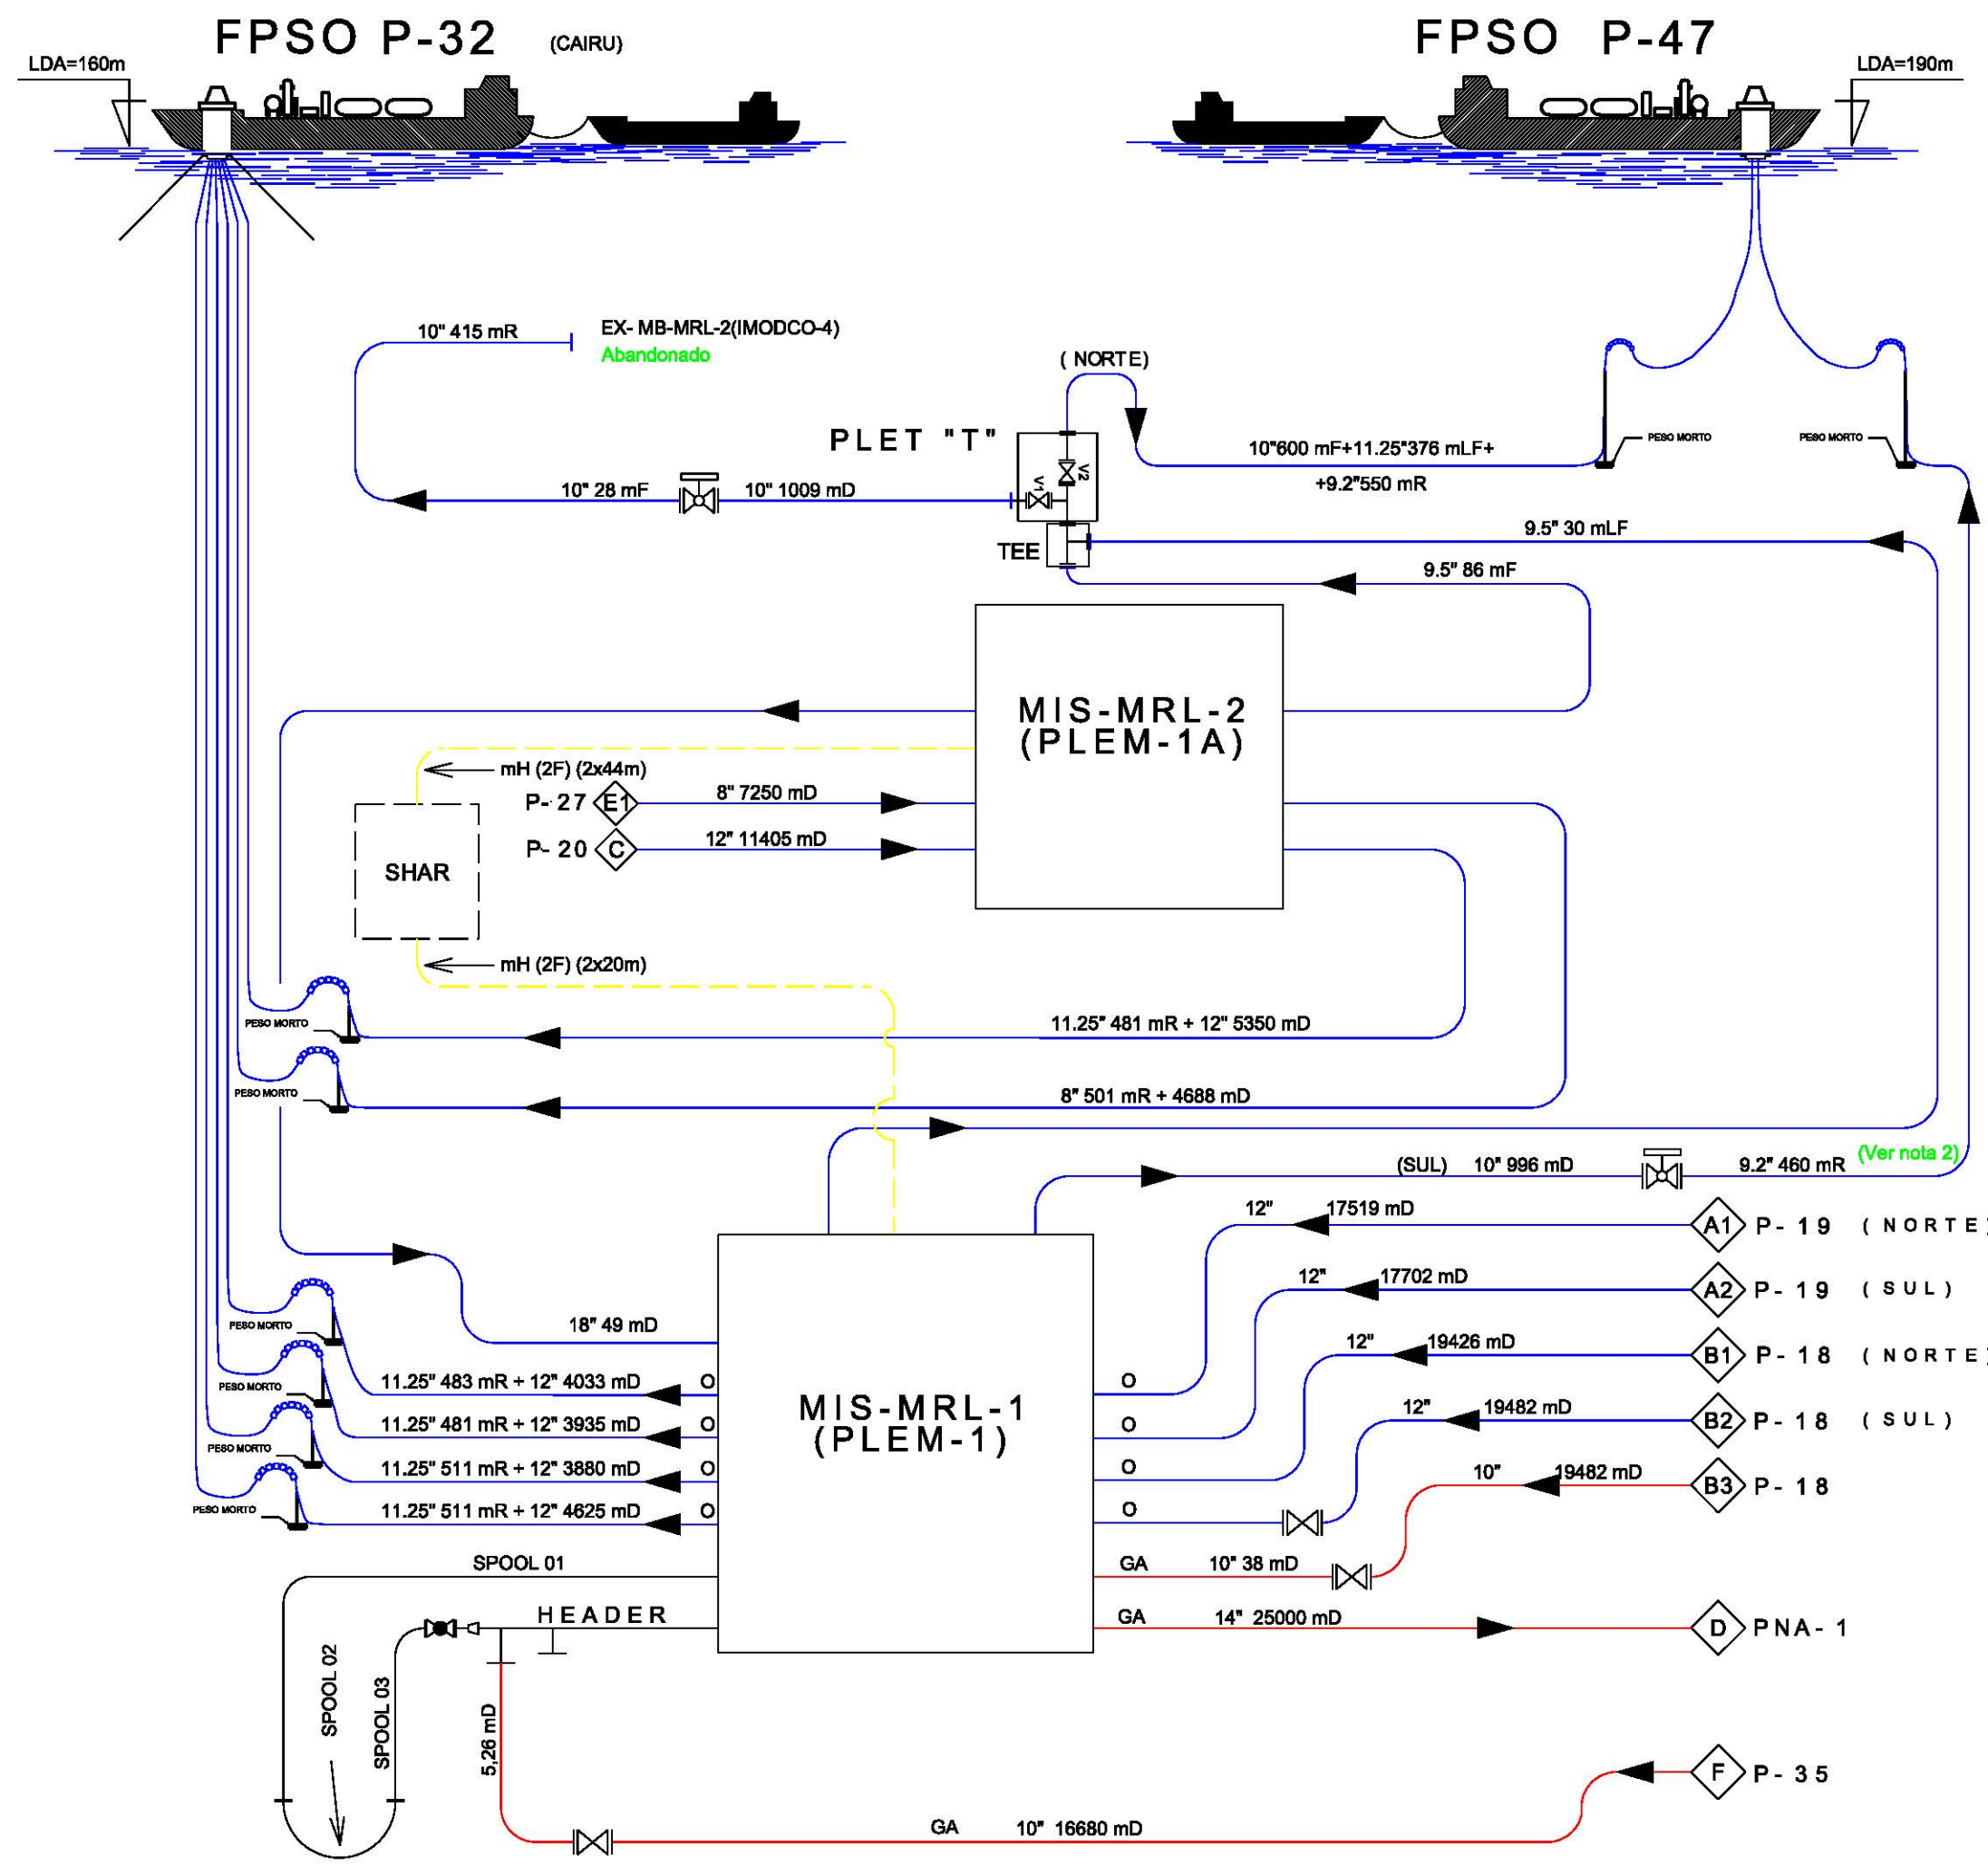 FPSO P-32 (CAIRU)
FPSO P-47
LDA=160m
LDA=190m
10" 415 mR
EX- MB-MRL-2(IMODCO-4)
Abandonado
( NORTE)
PLET "T"
V2
V1
10"600 mF+11.25"376 mLF+
+9.2"550 mR
PESO MORTO
PESO MORTO
10" 28 mF
10" 1009 mD
TEE
9.5" 30 mLF
9.5" 86 mF
MIS-MRL-2
(PLEM-1A)
mH (2F) (2x44m)
P-27
E1
8" 7250 mD
P-20
C
12" 11405 mD
SHAR
mH (2F) (2x20m)
PESO MORTO
11.25" 481 mR + 12" 5350 mD
PESO MORTO
8" 501 mR + 4688 mD
(SUL) 10" 996 mD
9.2" 460 mR
(Ver nota 2)
12" 17519 mD
A1
P-19 (NORTE)
12" 17702 mD
A2
P-19 (SUL)
12" 19426 mD
B1
P-18 (NORTE)
12" 19482 mD
B2
P-18 (SUL)
10" 19482 mD
B3
P-18
18" 49 mD
PESO MORTO
11.25" 483 mR + 12" 4033 mD
O
O
PESO MORTO
11.25" 481 mR + 12" 3935 mD
O
O
MIS-MRL-1
(PLEM-1)
PESO MORTO
11.25" 511 mR + 12" 3880 mD
O
O
PESO MORTO
11.25" 511 mR + 12" 4625 mD
O
O
SPOOL 01
GA
10" 38 mD
HEADER
GA
14" 25000 mD
D
PNA-1
SPOOL 02
SPOOL 03
5,26 mD
F
P-35
GA
10" 16680 mD